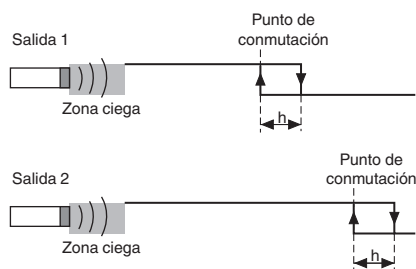 Punto de
conmutación
Salida 1
h
Zona ciega
Punto de
conmutación
Salida 2
h
Zona ciega